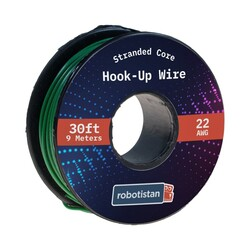 Stranded Core
Hook-Up Wire
30ft
9 Meters
22
AWG
robotistan